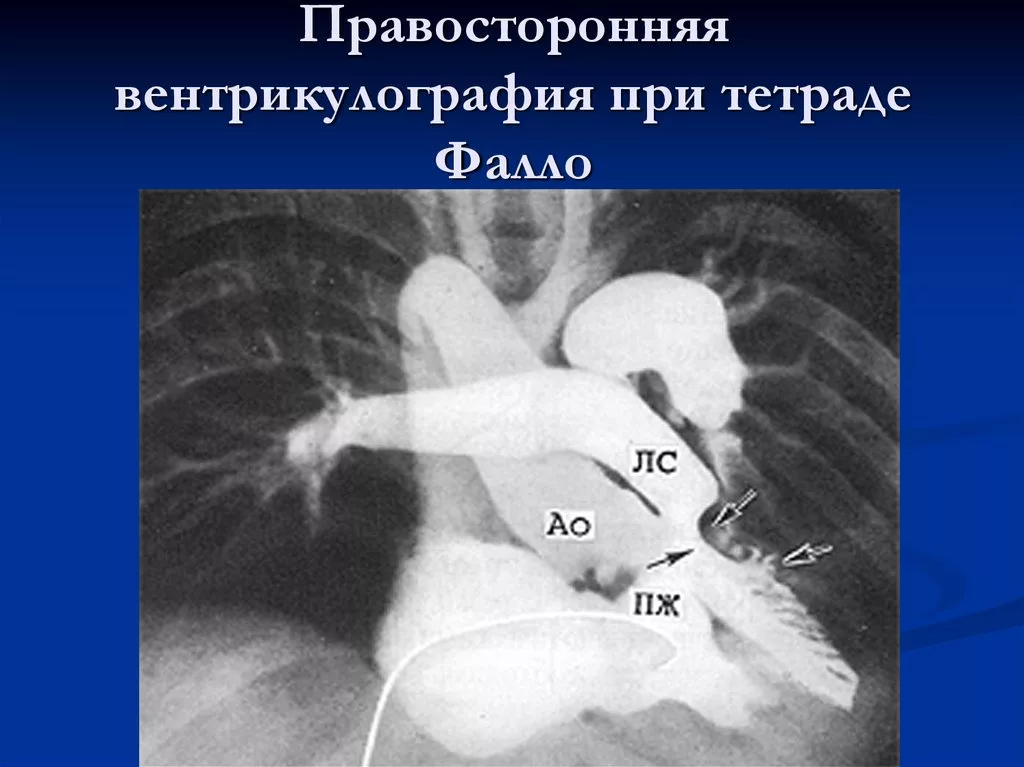 Правосторонняя
вентрикулография при тетраде
Фалло
ЛС
Ао
ПЖ